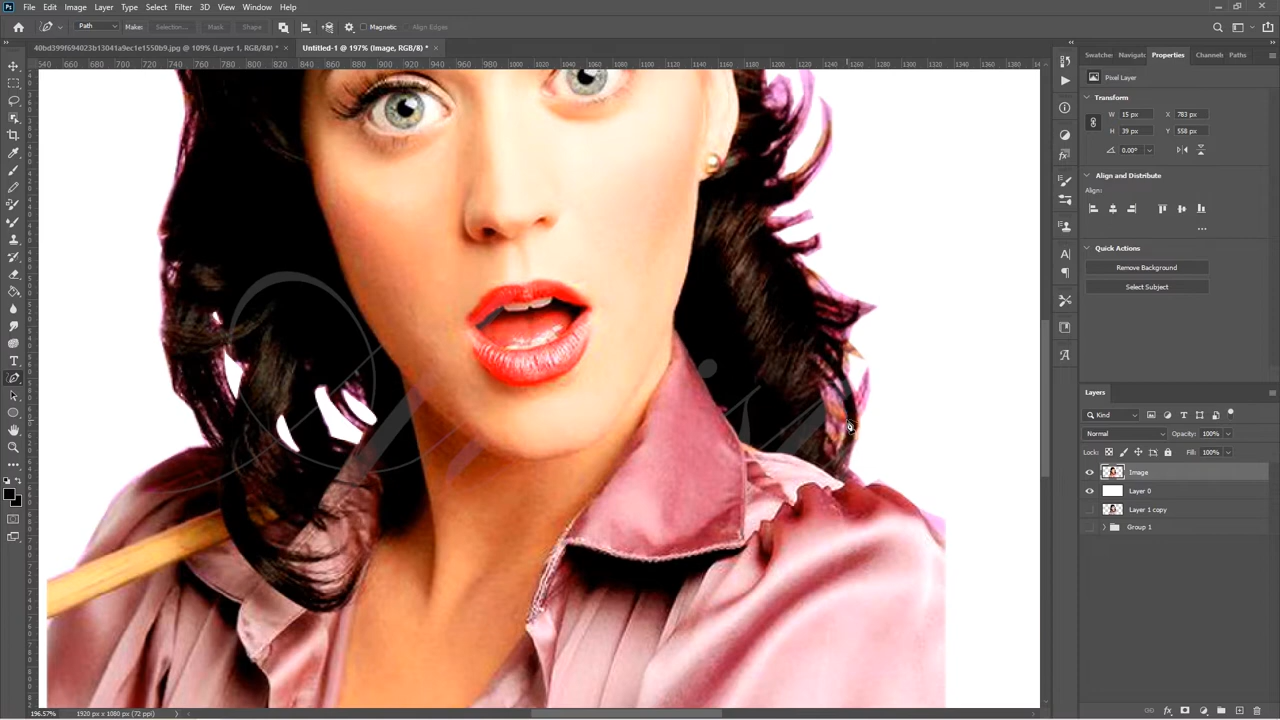 File Edit Image Layer Type Select Filter 3D View Window Help
Path Make: Selection... Mask Shape Magnetic Align Edges
40bd399f694023b13041a9ec1e1550b9.jpg @ 109% (Layer 1, RGB/8#) * × Untitled-1 @ 197% (Image, RGB/8) * ×
Swatche Navigato Properties Channels Paths
Pixel Layer
Transform
W 15 px X 783 px
H 39 px Y 558 px
0.00°
Align and Distribute
Align:
Quick Actions
Remove Background
Select Subject
Layers
Kind
Normal Opacity: 100%
Lock: Fill: 100%
Image
Layer 0
Layer 1 copy
Group 1
196.57% 1920 px x 1080 px (72 ppi)